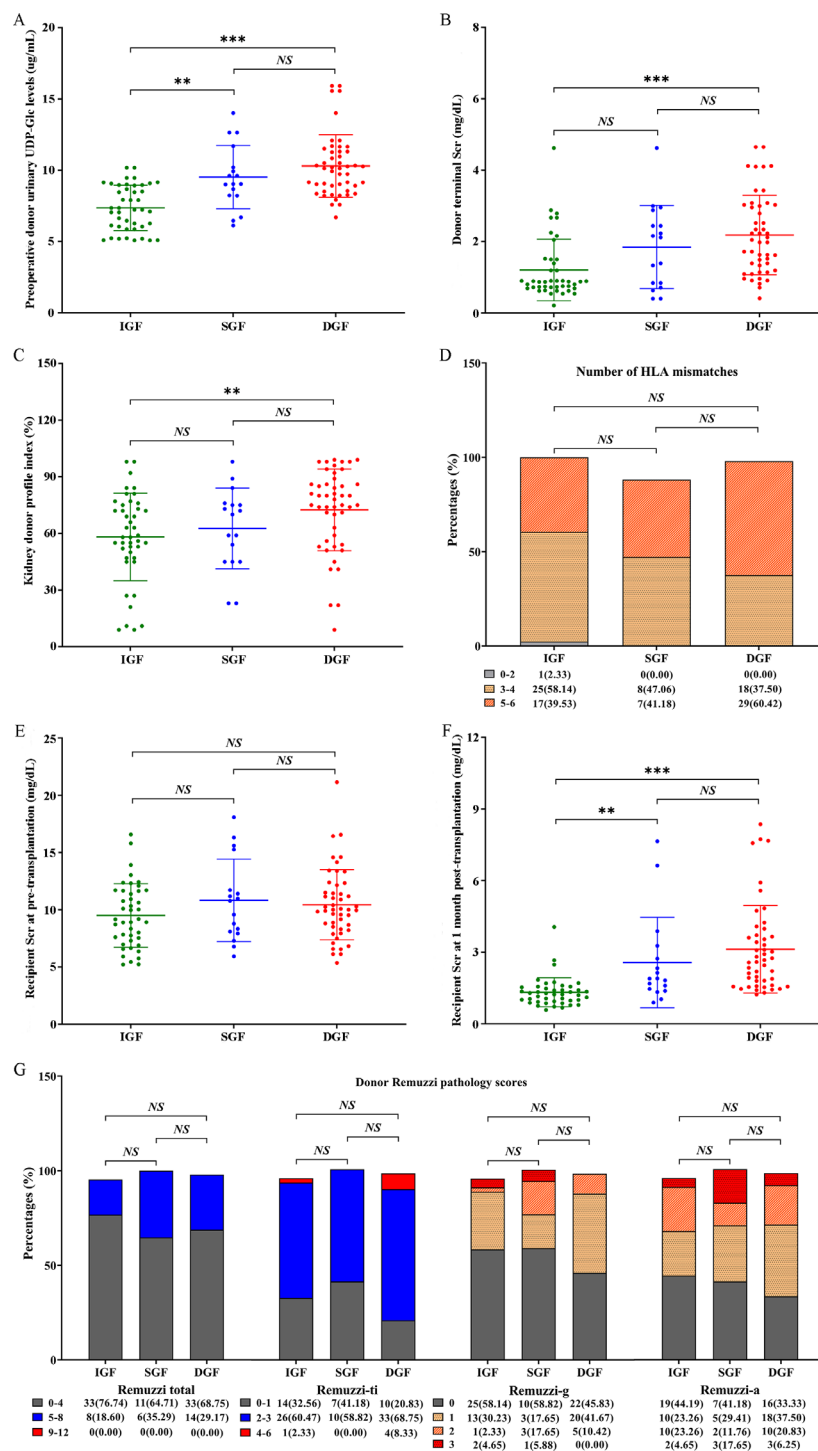 A
Preoperative donor urinary UDP-Glc levels (ug/mL)
20
15
10
5
0
***
**
NS
IGF SGF DGF
B
Donor terminal Scr (mg/dL)
8
6
4
2
0
***
NS
NS
IGF SGF DGF
C
Kidney donor profile index (%)
150
120
90
60
30
0
**
NS
NS
IGF SGF DGF
D
Number of HLA mismatches
Percentages (%)
150
100
50
0
NS
NS
NS
IGF SGF DGF
0-2 1(2.33) 0(0.00) 0(0.00)
3-4 25(58.14) 8(47.06) 18(37.50)
5-6 17(39.53) 7(41.18) 29(60.42)
E
Recipient Scr at pre-transplantation (mg/dL)
25
20
15
10
5
0
NS
NS
NS
IGF SGF DGF
F
Recipient Scr at 1 month post-transplantation (mg/dL)
12
9
6
3
0
***
**
NS
IGF SGF DGF
G
Donor Remuzzi pathology scores
Percentages (%)
150
100
50
0
NS NS NS NS
NS NS NS NS
NS NS NS NS
IGF SGF DGF IGF SGF DGF IGF SGF DGF IGF SGF DGF
Remuzzi total Remuzzi-ti Remuzzi-g Remuzzi-a
0-4 33(76.74) 11(64.71) 33(68.75) 0-1 14(32.56) 7(41.18) 10(20.83) 0 25(58.14) 10(58.82) 22(45.83) 19(44.19) 7(41.18) 16(33.33)
5-8 8(18.60) 6(35.29) 14(29.17) 2-3 26(60.47) 10(58.82) 33(68.75) 1 13(30.23) 3(17.65) 20(41.67) 10(23.26) 5(29.41) 18(37.50)
9-12 0(0.00) 0(0.00) 0(0.00) 4-6 1(2.33) 0(0.00) 4(8.33) 2 1(2.33) 3(17.65) 5(10.42) 10(23.26) 2(11.76) 10(20.83)
3 2(4.65) 1(5.88) 0(0.00) 2(4.65) 3(17.65) 3(6.25)